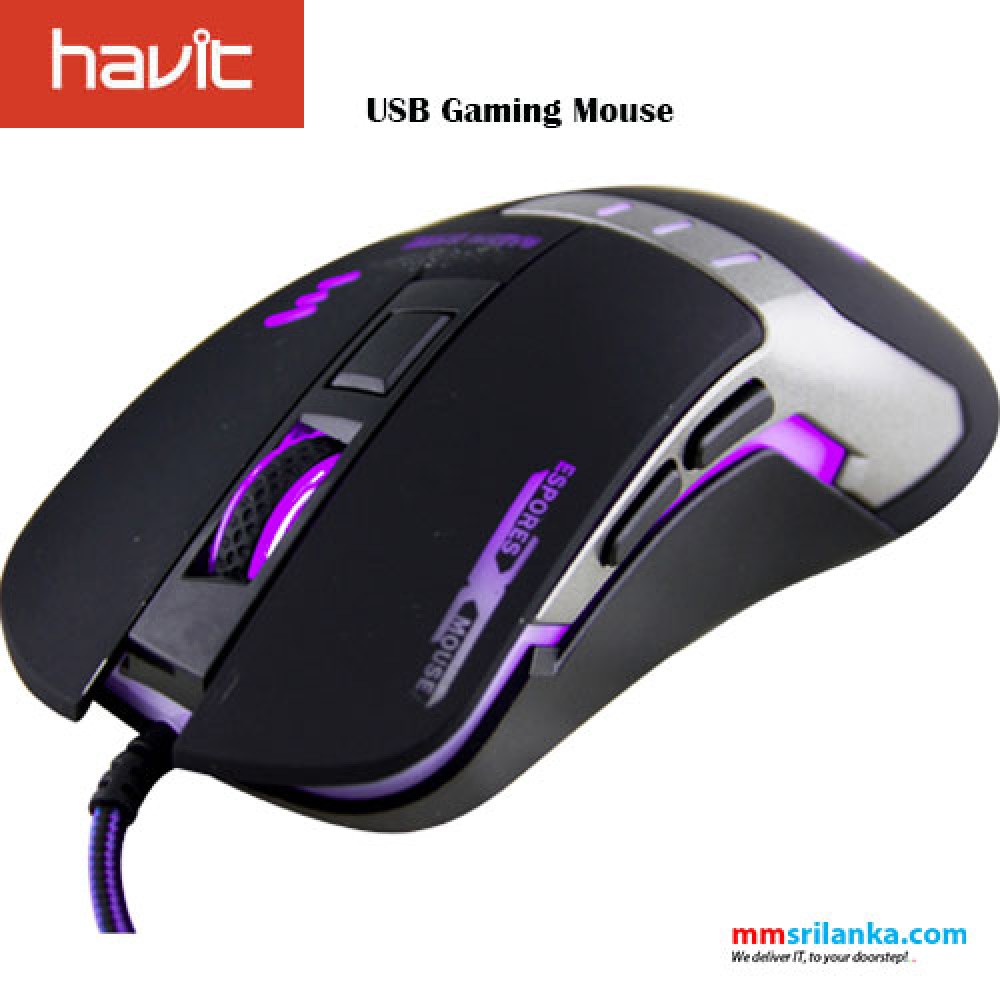 havit
USB Gaming Mouse
ESPORES
MOUSE
mmsrilanka.com
We deliver IT, to your doorstep!